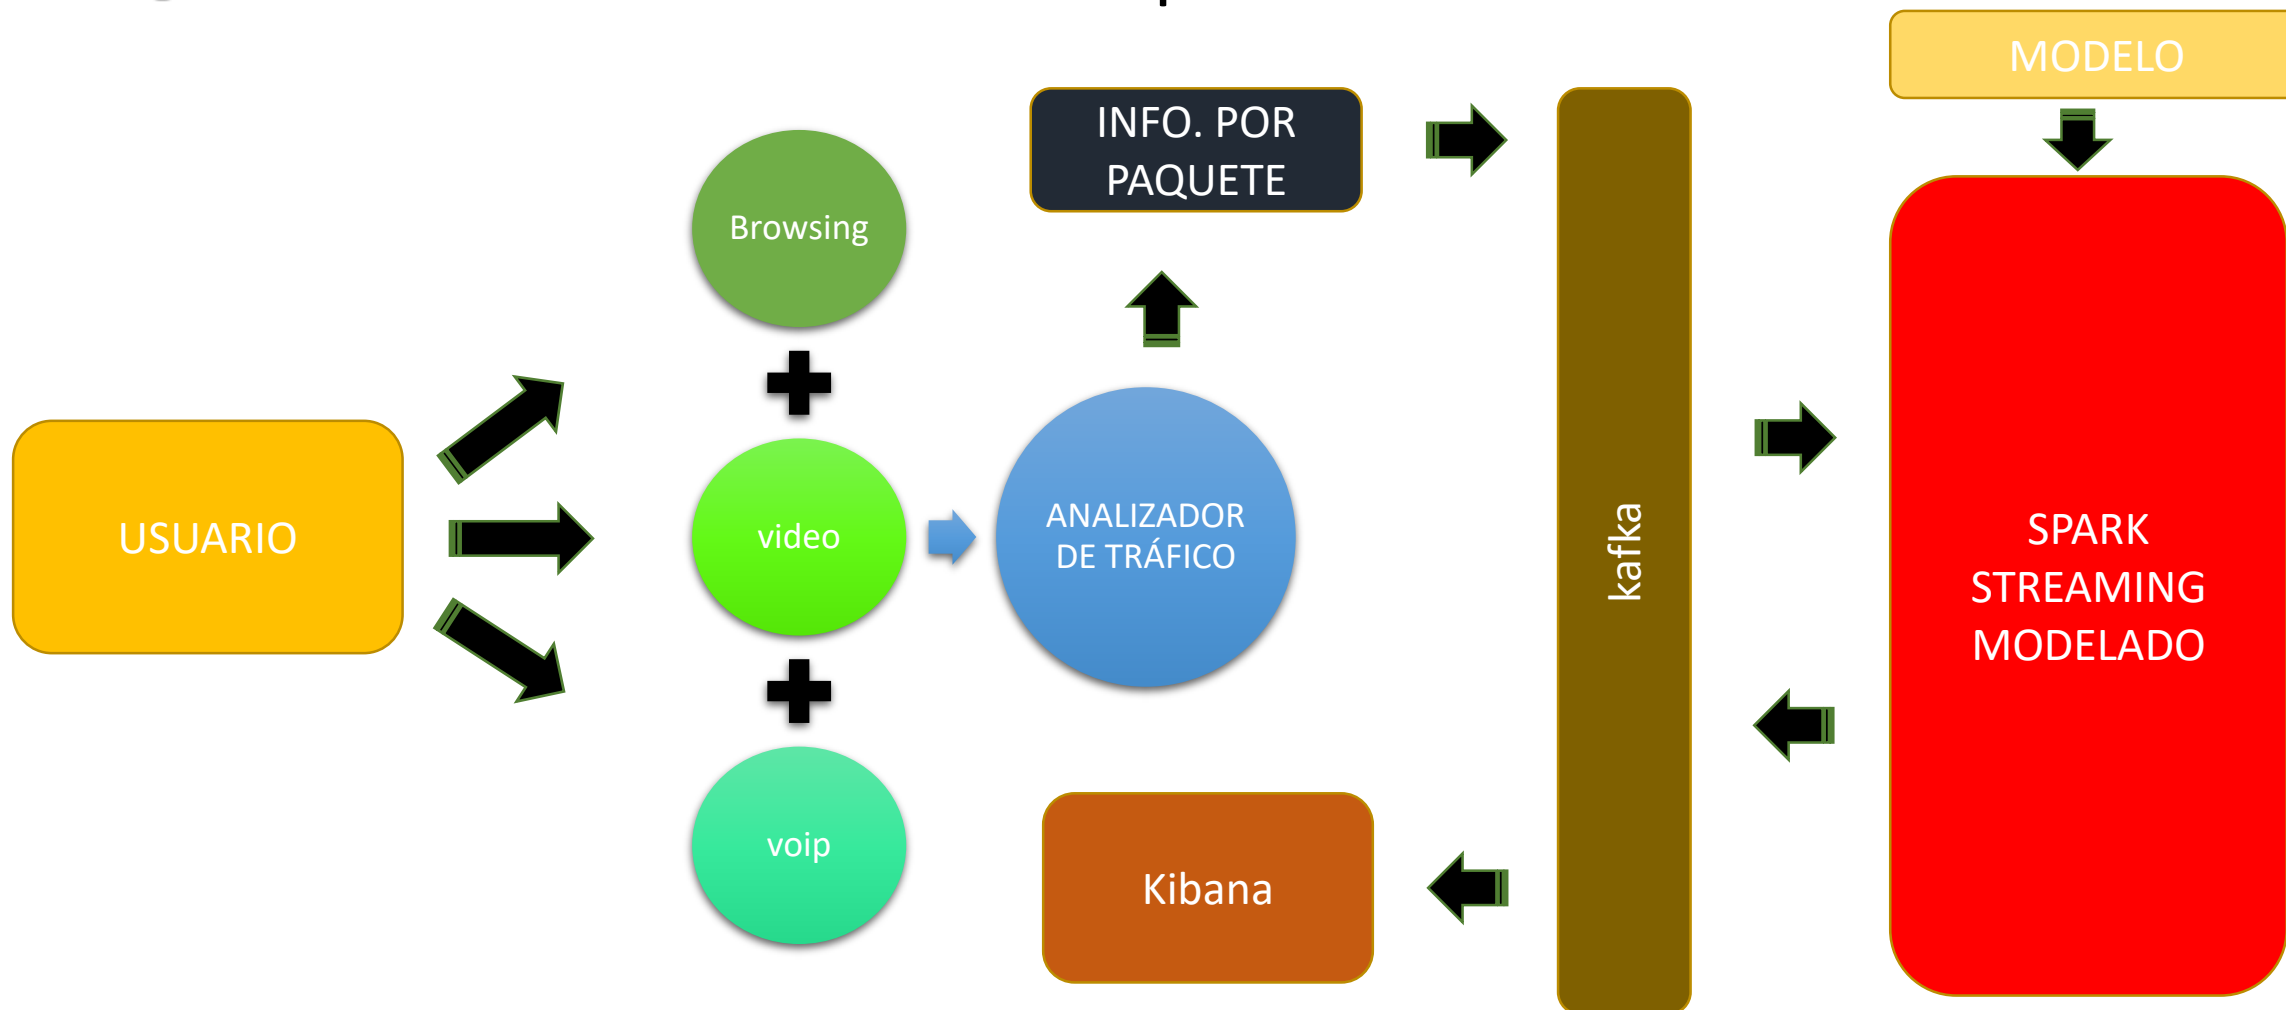 MODELO
INFO. POR
PAQUETE
Browsing
USUARIO
video
ANALIZADOR
DE TRÁFICO
kafka
SPARK
STREAMING
MODELADO
voip
Kibana